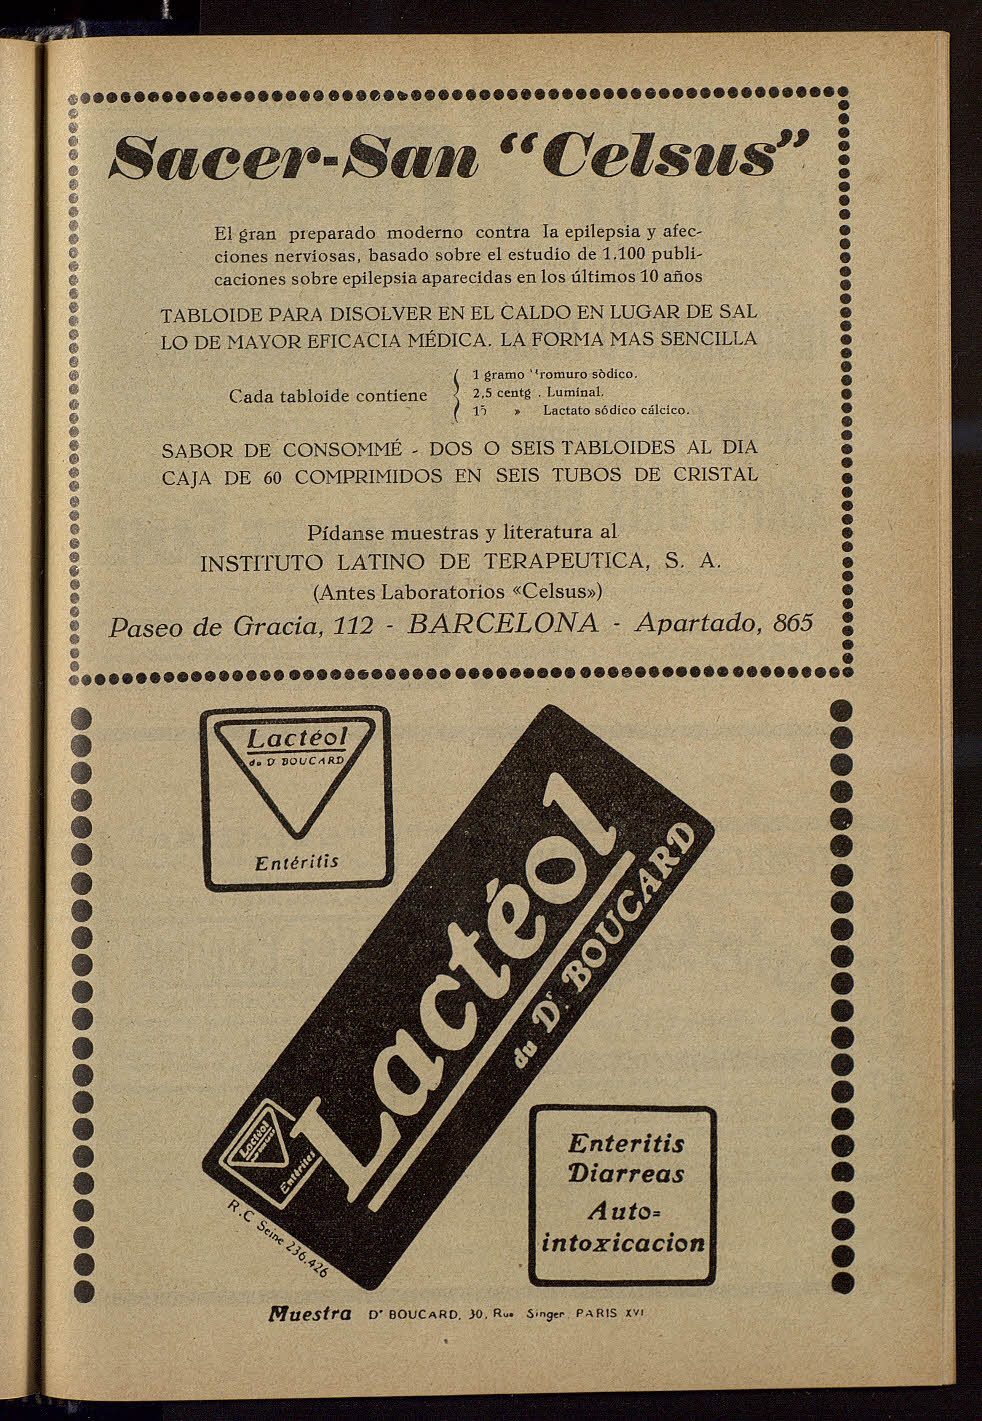 Sacer-San “Celsus”
El gran preparado moderno contra la epilepsia y afec-
ciones nerviosas, basado sobre el estudio de 1.100 publi-
caciones sobre epilepsia aparecidas en los últimos 10 años
TABLOIDE PARA DISOLVER EN EL CALDO EN LUGAR DE SAL
LO DE MAYOR EFICACIA MÉDICA. LA FORMA MAS SENCILLA
Cada tabloide contiene
1 gramo romuro sòdico.
2,5 centg . Luminal.
15 » Lactato sódico cálcico.
SABOR DE CONSOMMÉ - DOS O SEIS TABLOIDES AL DIA
CAJA DE 60 COMPRIMIDOS EN SEIS TUBOS DE CRISTAL
Pídanse muestras y literatura al
INSTITUTO LATINO DE TERAPEUTICA, S. A.
(Antes Laboratorios «Celsus»)
Paseo de Gracia, 112 - BARCELONA - Apartado, 865
Lactéol
du Dr BOUCARD
Entéritis
Lactéol
du Dr. BOUCARD
Lactéol
Entérites
R.C Seine 236.426
Enteritis
Diarreas
Auto-
intoxicacion
Muestra Dr BOUCARD, 30, Rue Singer, PARIS XVI